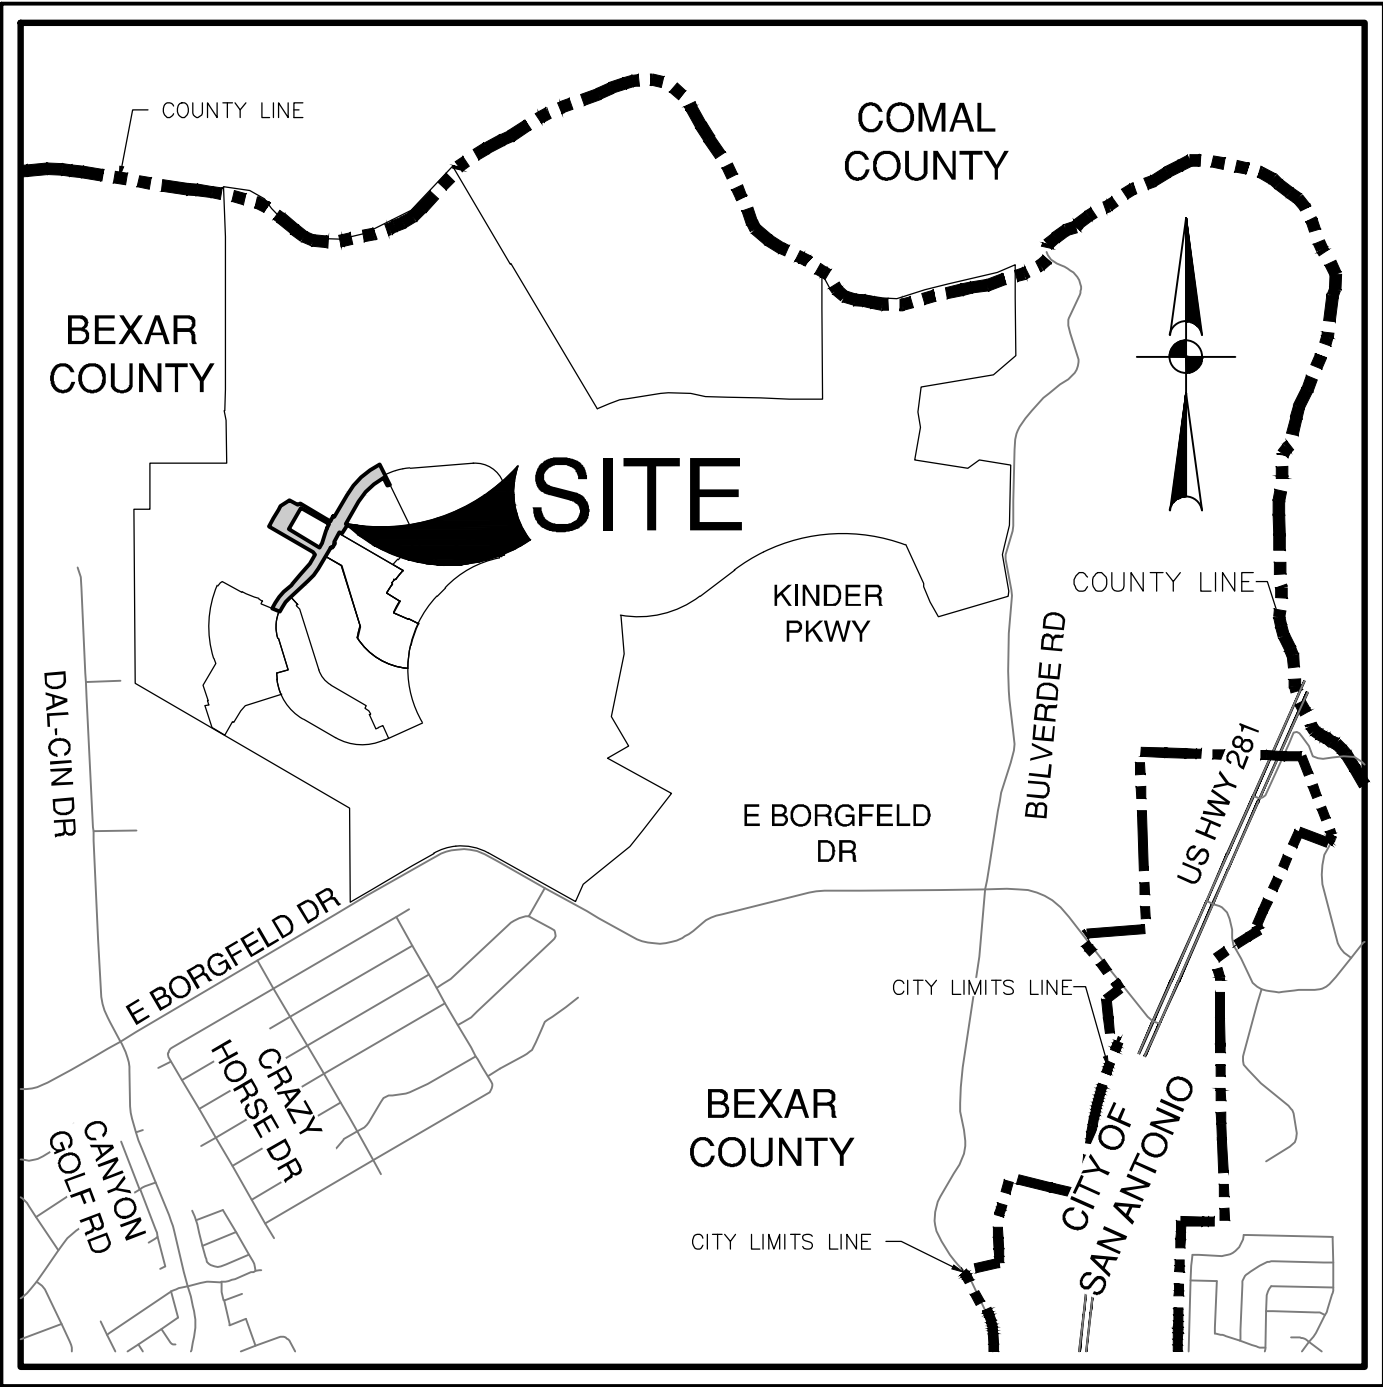 COUNTY LINE
COMAL
COUNTY
BEXAR
COUNTY
SITE
KINDER
PKWY
COUNTY LINE
BULVERDE RD
DAL-CIN DR
US HWY 281
E BORGFELD
DR
E BORGFELD DR
CITY LIMITS LINE
CRAZY
HORSE DR
BEXAR
COUNTY
CITY OF
SAN ANTONIO
CANYON
GOLF RD
CITY LIMITS LINE